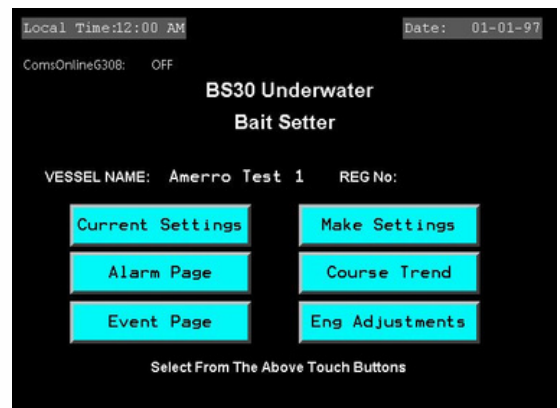 Local Time:12:00 AM Date: 01-01-97
ComsOnlineG308: OFF
BS30 Underwater
Bait Setter
VESSEL NAME: Amerro Test 1 REG No:
Current Settings Make Settings
Alarm Page Course Trend
Event Page Eng Adjustments
Select From The Above Touch Buttons